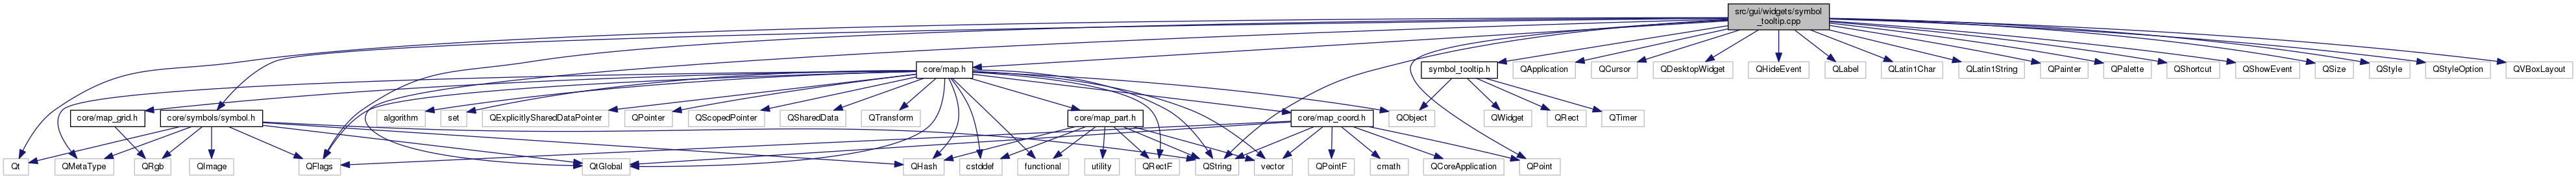 src/gui/widgets/symbol
_tooltip.cpp
core/map.h
symbol_tooltip.h
QApplication
QCursor
QDesktopWidget
QHideEvent
QLabel
QLatin1Char
QLatin1String
QPainter
QPalette
QShortcut
QShowEvent
QSize
QStyle
QStyleOption
QVBoxLayout
core/map_grid.h
core/symbols/symbol.h
algorithm
set
QExplicitlySharedDataPointer
QPointer
QScopedPointer
QSharedData
QTransform
core/map_part.h
core/map_coord.h
QObject
QWidget
QRect
QTimer
Qt
QMetaType
QRgb
QImage
QFlags
QtGlobal
QHash
cstddef
functional
utility
QRectF
QString
vector
QPointF
cmath
QCoreApplication
QPoint